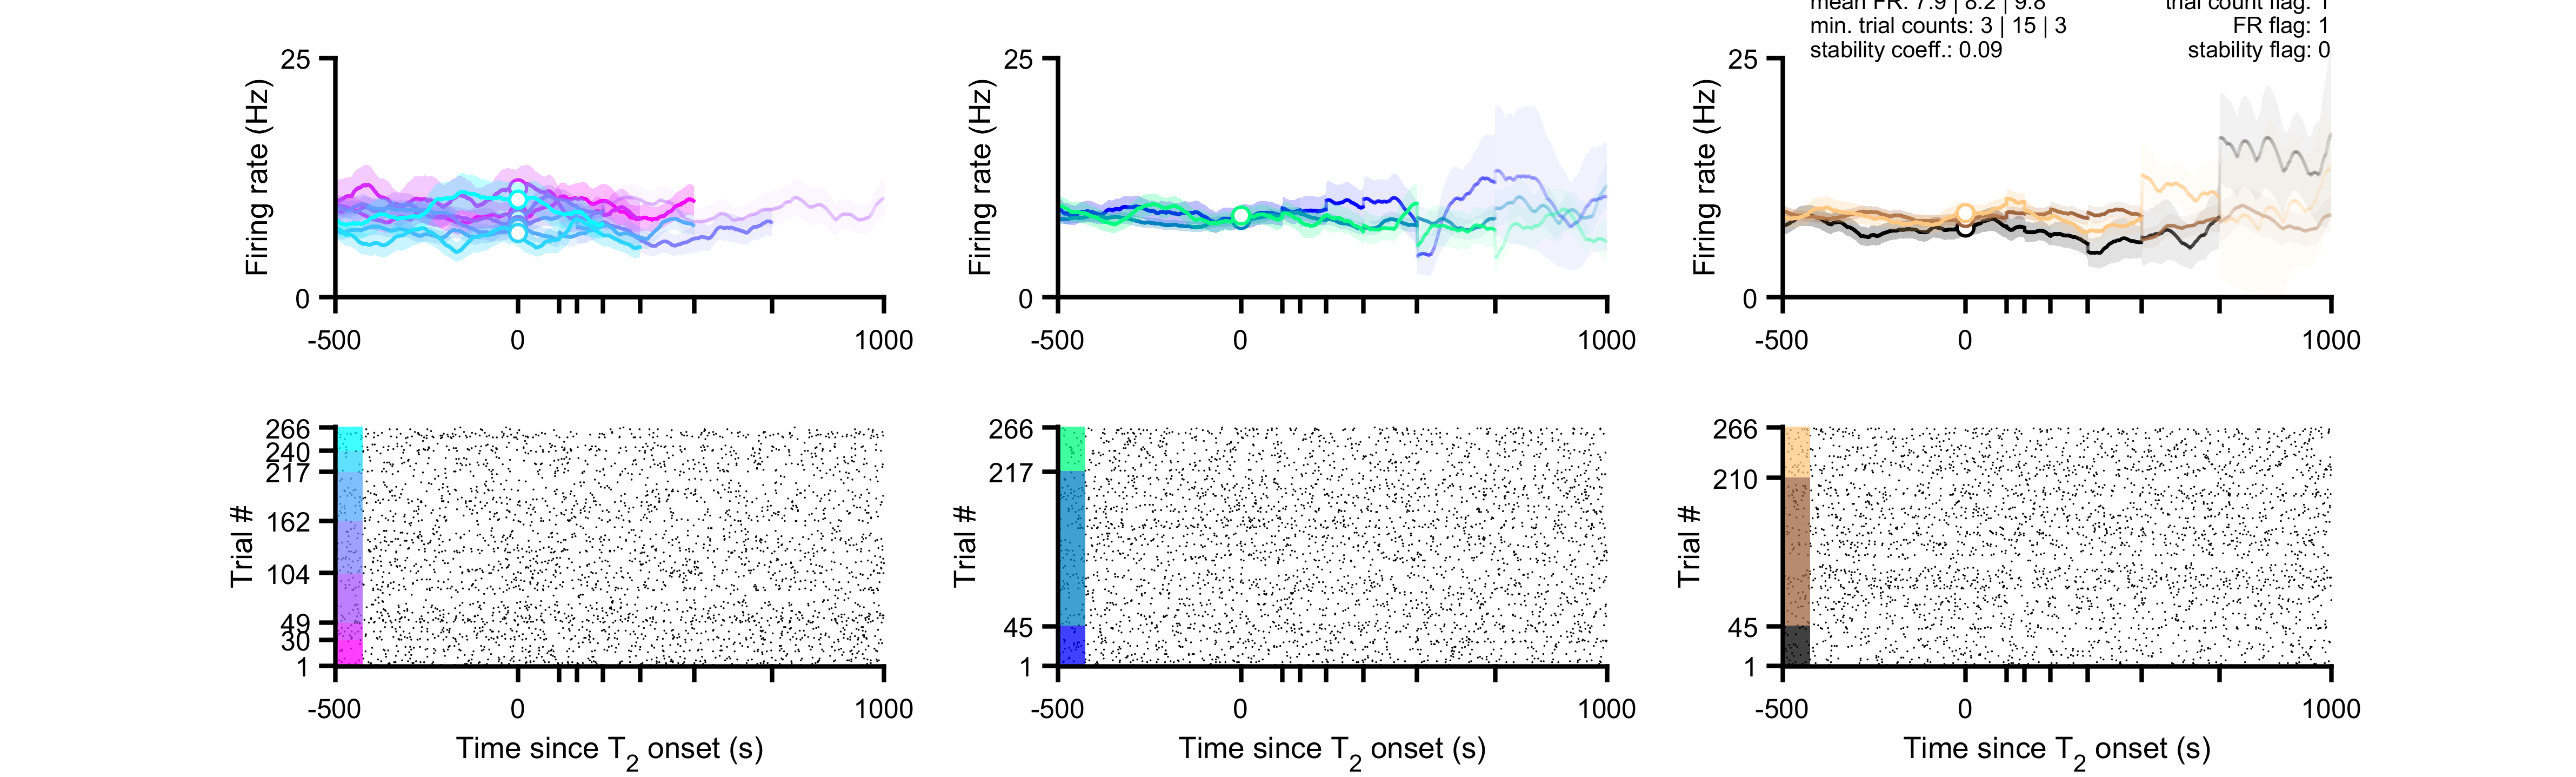 mean FR: 7.9 | 8.2 | 9.8
trial count flag: 1
min. trial counts: 3 | 15 | 3
FR flag: 1
stability coeff.: 0.09
stability flag: 0
25
Firing rate (Hz)
0
-500
0
1000
25
Firing rate (Hz)
0
-500
0
1000
25
Firing rate (Hz)
0
-500
0
1000
266
240
217
162
104
49
30
1
Trial #
-500
0
1000
Time since T2 onset (s)
266
217
45
1
Trial #
-500
0
1000
Time since T2 onset (s)
266
210
45
1
Trial #
-500
0
1000
Time since T2 onset (s)